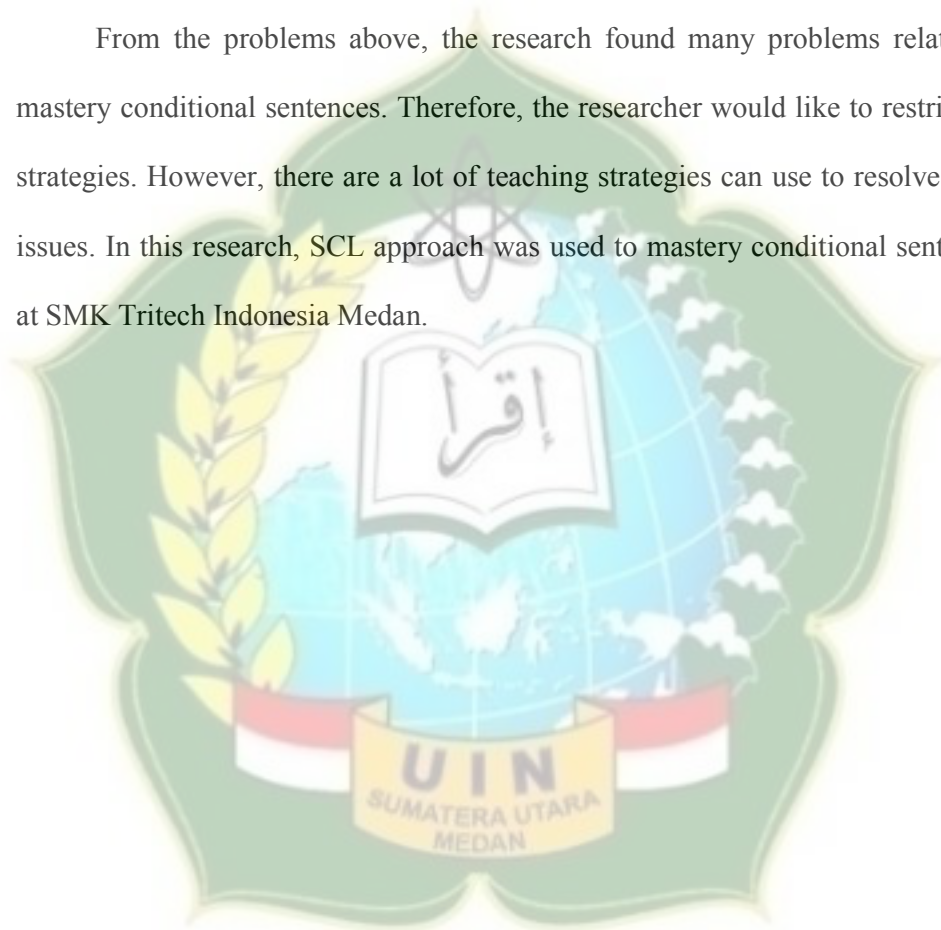 From the problems above, the research found many problems relat
mastery conditional sentences. Therefore, the researcher would like to restri
strategies. However, there are a lot of teaching strategies can use to resolve
issues. In this research, SCL approach was used to mastery conditional sent
at SMK Tritech Indonesia Medan.
إقرأ
UIN
SUMATERA UTARA
MEDAN